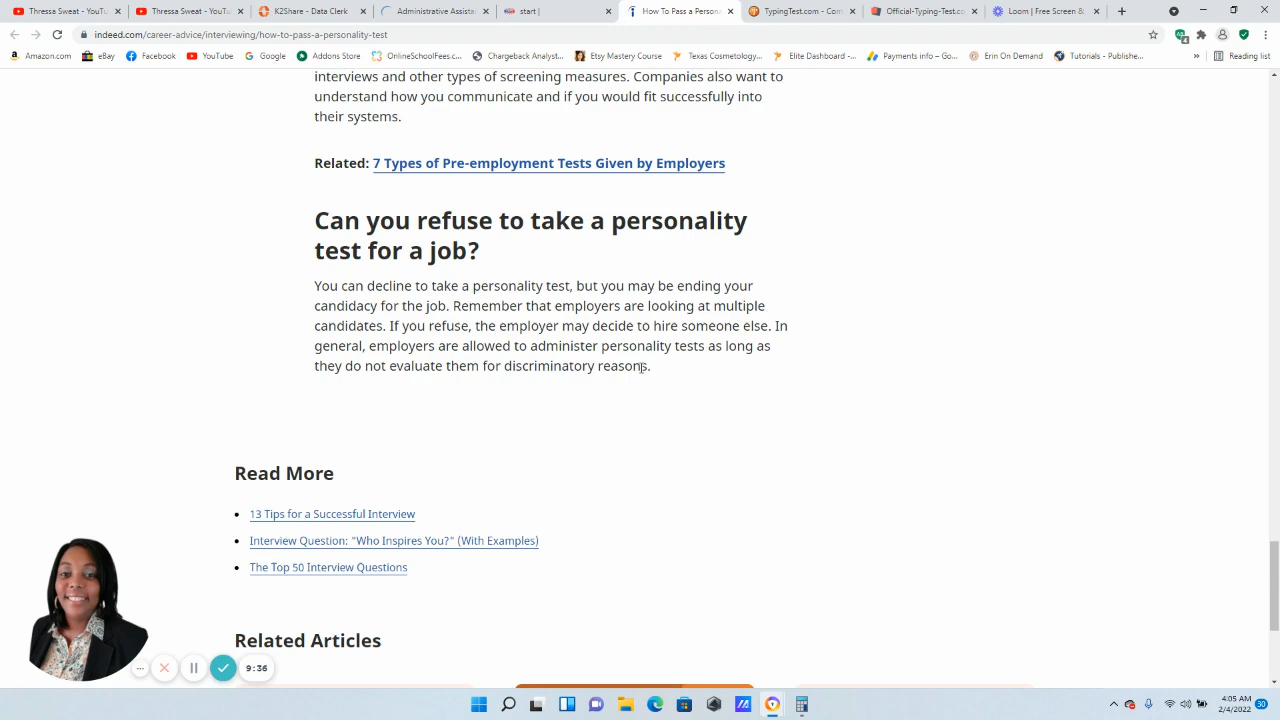 Thressa Sweat - YouTu
Thressa Sweat - YouTu
K2Share - Data Clerk
Administrative Assistan
start |
How To Pass a Persona
TypingTest.com - Com
Official-Typing-Test.co
Loom | Free Screen &
indeed.com/career-advice/interviewing/how-to-pass-a-personality-test
Amazon.com
eBay
Facebook
YouTube
Google
Addons Store
OnlineSchoolFees.c...
Chargeback Analyst...
Etsy Mastery Course
Texas Cosmetology...
Elite Dashboard -...
Payments info – Go...
Erin On Demand
Tutorials - Publishe...
»
Reading list
interviews and other types of screening measures. Companies also want to
understand how you communicate and if you would fit successfully into
their systems.
Related: 7 Types of Pre-employment Tests Given by Employers
Can you refuse to take a personality
test for a job?
You can decline to take a personality test, but you may be ending your
candidacy for the job. Remember that employers are looking at multiple
candidates. If you refuse, the employer may decide to hire someone else. In
general, employers are allowed to administer personality tests as long as
they do not evaluate them for discriminatory reasons.
Read More
13 Tips for a Successful Interview
Interview Question: "Who Inspires You?" (With Examples)
The Top 50 Interview Questions
Related Articles
9:36
4:05 AM
2/4/2022
30